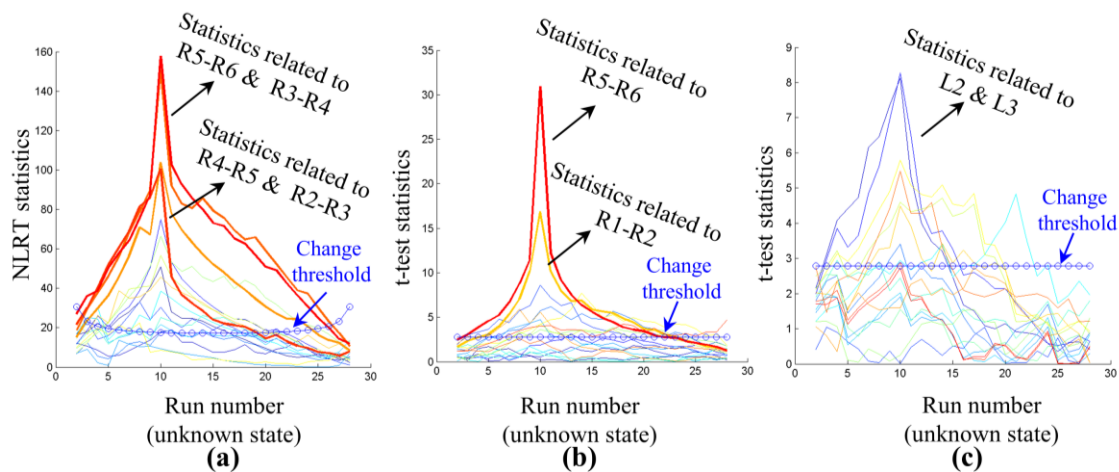 (a)
NLRT statistics
160
140
120
100
80
60
40
20
0
0
5
10
15
20
25
30
Statistics related to
R5-R6 & R3-R4
Statistics related to
R4-R5 & R2-R3
Change
threshold
Run number
(unknown state)
(a)
(b)
t-test statistics
35
30
25
20
15
10
5
0
0
5
10
15
20
25
30
Statistics related to
R5-R6
Statistics related to
R1-R2
Change
threshold
Run number
(unknown state)
(b)
(c)
t-test statistics
9
8
7
6
5
4
3
2
1
0
0
5
10
15
20
25
30
Statistics related to
L2 & L3
Change
threshold
Run number
(unknown state)
(c)